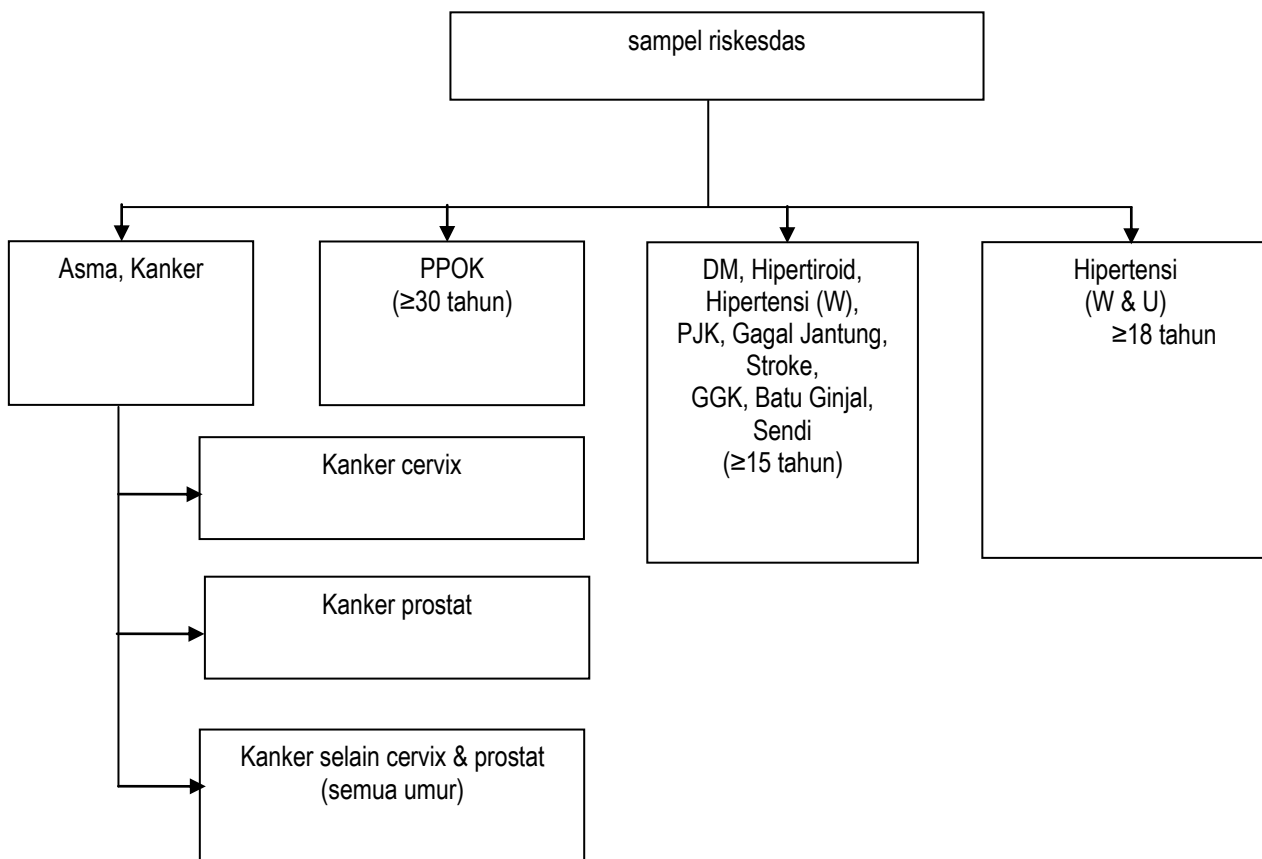 sampel riskesdas
Asma, Kanker
PPOK
(≥30 tahun)
DM, Hipertiroid,
Hipertensi (W),
PJK, Gagal Jantung,
Stroke,
GGK, Batu Ginjal,
Sendi
(≥15 tahun)
Hipertensi
(W & U)
≥18 tahun
Kanker cervix
Kanker prostat
Kanker selain cervix & prostat
(semua umur)